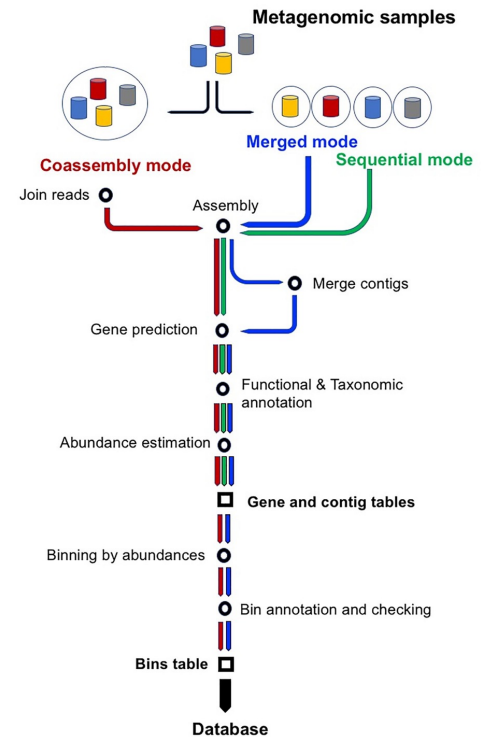 Metagenomic samples
Merged mode
Sequential mode
Coassembly mode
Join reads
Assembly
Merge contigs
Gene prediction
Functional & Taxonomic
annotation
Abundance estimation
Gene and contig tables
Binning by abundances
Bin annotation and checking
Bins table
Database